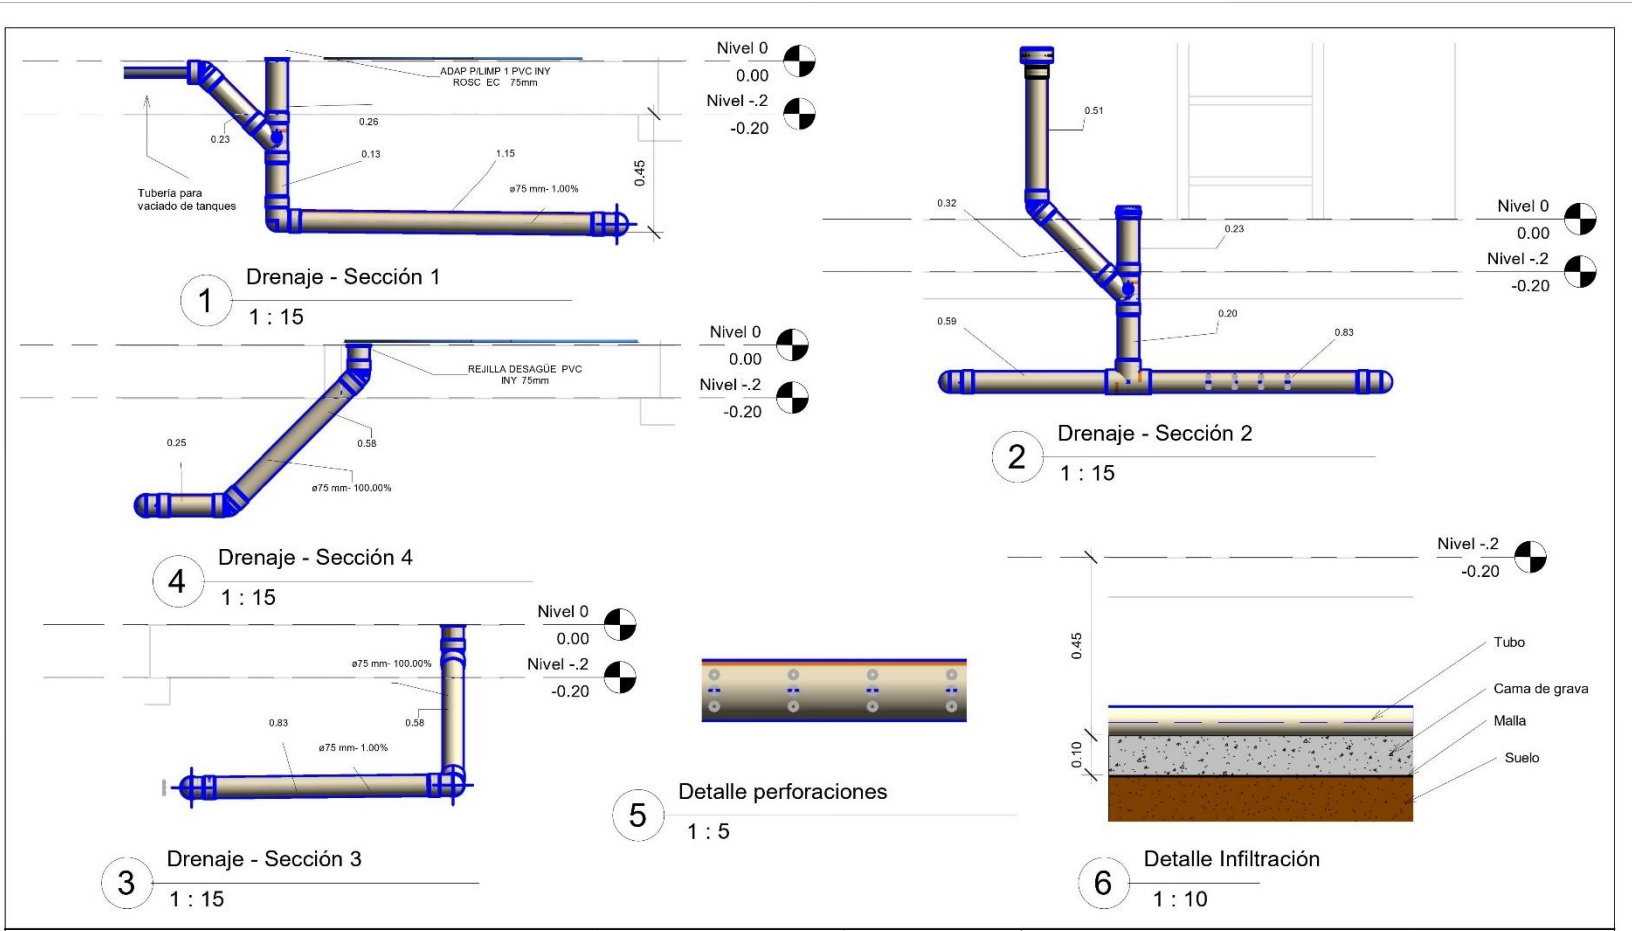 Nivel 0
0.00
Nivel -.2
-0.20
ADAP P/LIMP 1 PVC INY
ROSC EC 75mm
0.26
0.23
0.13
1.15
ø75 mm- 1.00%
0.45
Tubería para
vaciado de tanques
1
Drenaje - Sección 1
1 : 15
0.51
0.32
0.23
Nivel 0
0.00
Nivel -.2
-0.20
0.59
0.20
0.83
2
Drenaje - Sección 2
1 : 15
Nivel 0
0.00
Nivel -.2
-0.20
REJILLA DESAGÜE PVC
INY 75mm
0.25
0.58
ø75 mm- 100.00%
4
Drenaje - Sección 4
1 : 15
Nivel 0
0.00
Nivel -.2
-0.20
ø75 mm- 100.00%
0.83
0.58
ø75 mm- 1.00%
3
Drenaje - Sección 3
1 : 15
5
Detalle perforaciones
1 : 5
Nivel -.2
-0.20
0.45
0.10
Tubo
Cama de grava
Malla
Suelo
6
Detalle Infiltración
1 : 10